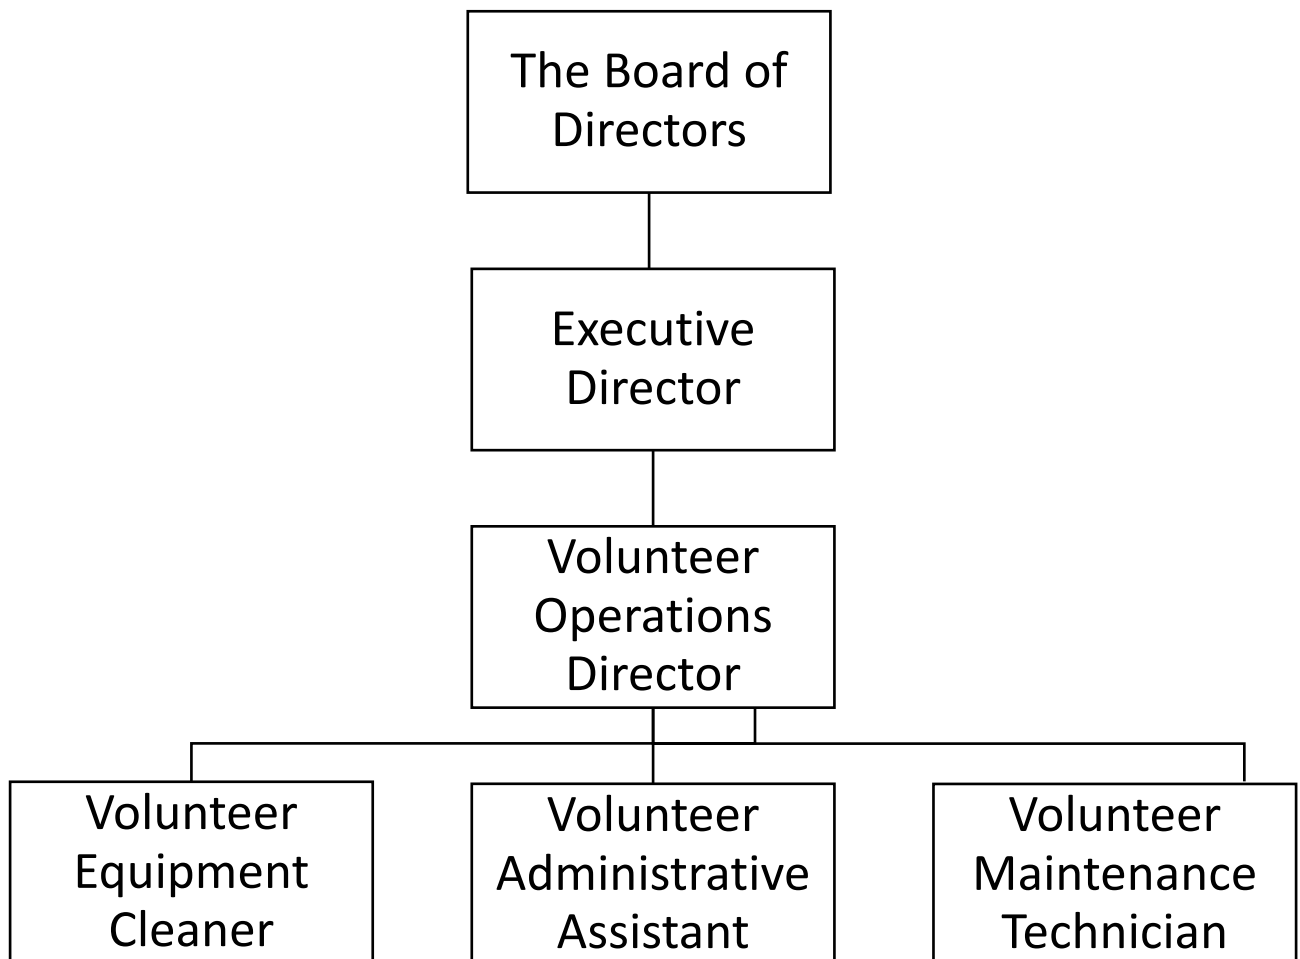 The Board of
Directors
Executive
Director
Volunteer
Operations
Director
Volunteer
Equipment
Cleaner
Volunteer
Administrative
Assistant
Volunteer
Maintenance
Technician